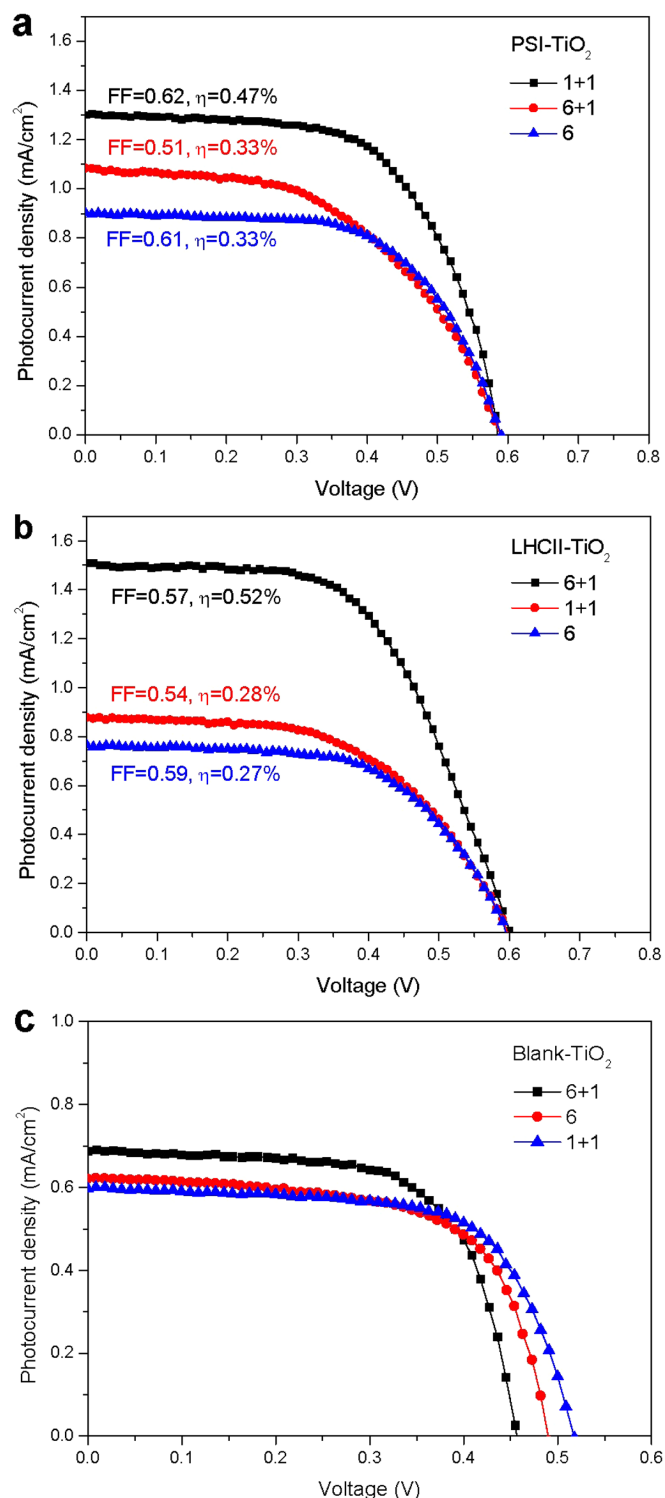 a
PSI-TiO₂
1+1
6+1
6
FF=0.62, η=0.47%
FF=0.51, η=0.33%
FF=0.61, η=0.33%
Photocurrent density (mA/cm²)
1.6
1.4
1.2
1.0
0.8
0.6
0.4
0.2
0.0
0.0 0.1 0.2 0.3 0.4 0.5 0.6 0.7 0.8
Voltage (V)
b
LHCII-TiO₂
6+1
1+1
6
FF=0.57, η=0.52%
FF=0.54, η=0.28%
FF=0.59, η=0.27%
Photocurrent density (mA/cm²)
1.6
1.4
1.2
1.0
0.8
0.6
0.4
0.2
0.0
0.0 0.1 0.2 0.3 0.4 0.5 0.6 0.7 0.8
Voltage (V)
c
Blank-TiO₂
6+1
6
1+1
Photocurrent density (mA/cm²)
1.0
0.8
0.6
0.4
0.2
0.0
0.0 0.1 0.2 0.3 0.4 0.5 0.6
Voltage (V)